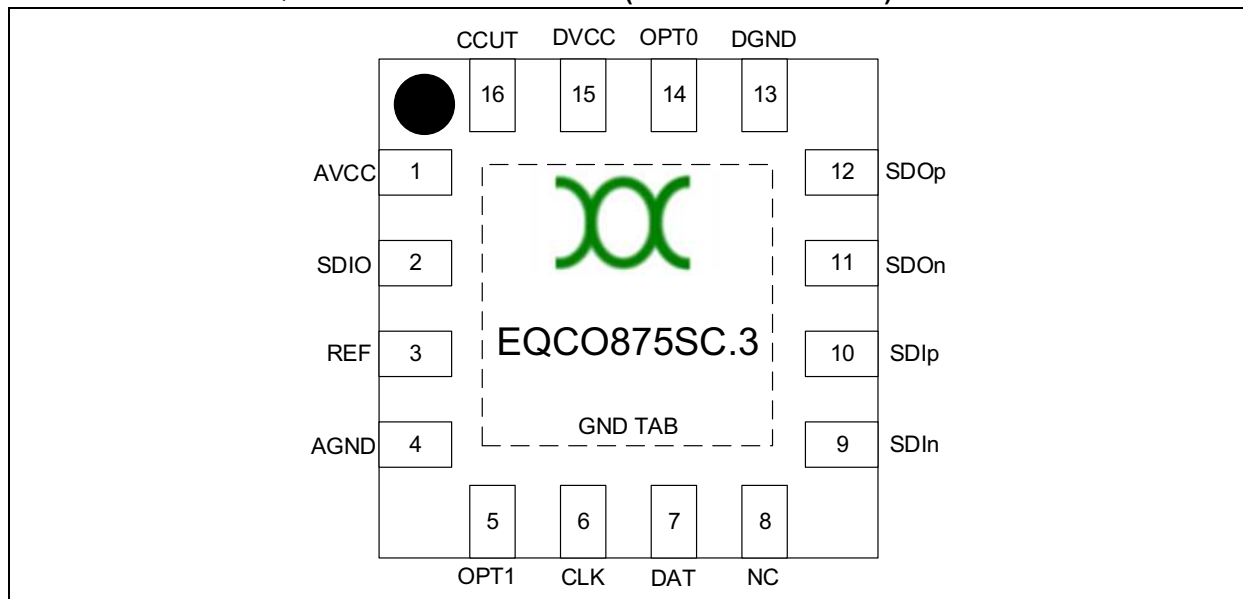 CCUT DVCC OPT0 DGND
16 15 14 13
AVCC 1 12 SDOp
SDIO 2 11 SDOn
EQCO875SC.3
REF 3 10 SDIp
GND TAB
AGND 4 9 SDIn
5 6 7 8
OPT1 CLK DAT NC